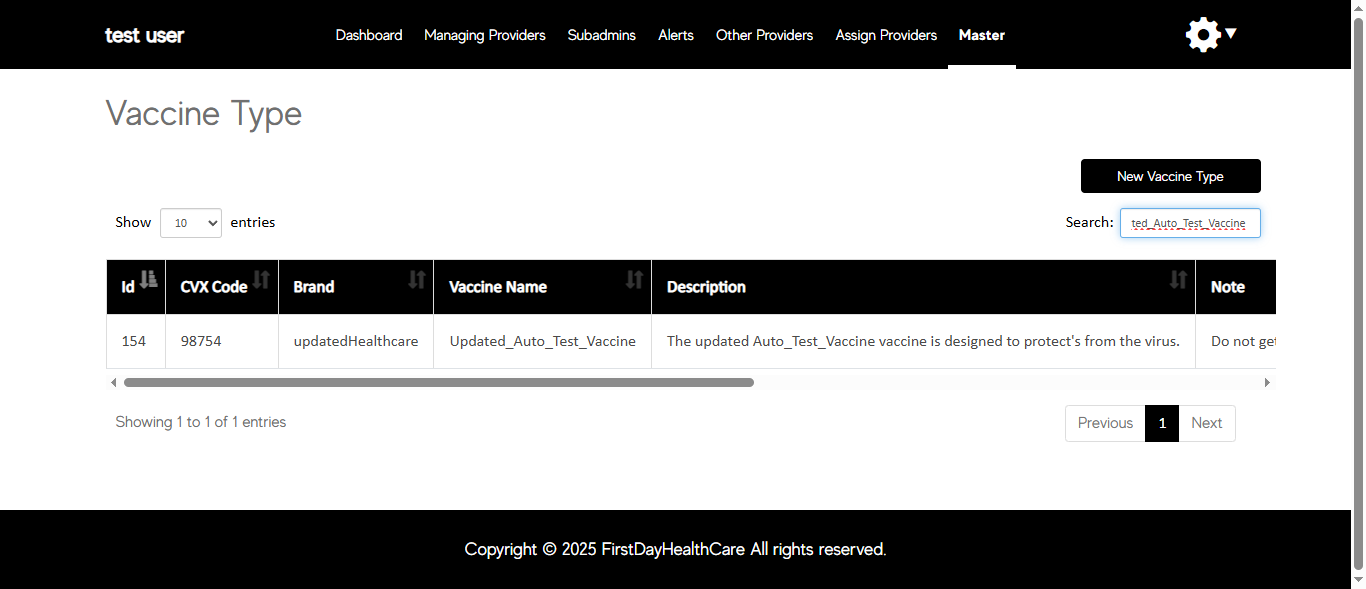 test user Dashboard Managing Providers Subadmins Alerts Other Providers Assign Providers Master
Vaccine Type
New Vaccine Type
Show 10 entries Search: ted_Auto_Test_Vaccine
Id CVX Code Brand Vaccine Name Description Note
154 98754 updatedHealthcare Updated_Auto_Test_Vaccine The updated Auto_Test_Vaccine vaccine is designed to protect's from the virus. Do not get
Showing 1 to 1 of 1 entries Previous 1 Next
Copyright © 2025 FirstDayHealthCare All rights reserved.